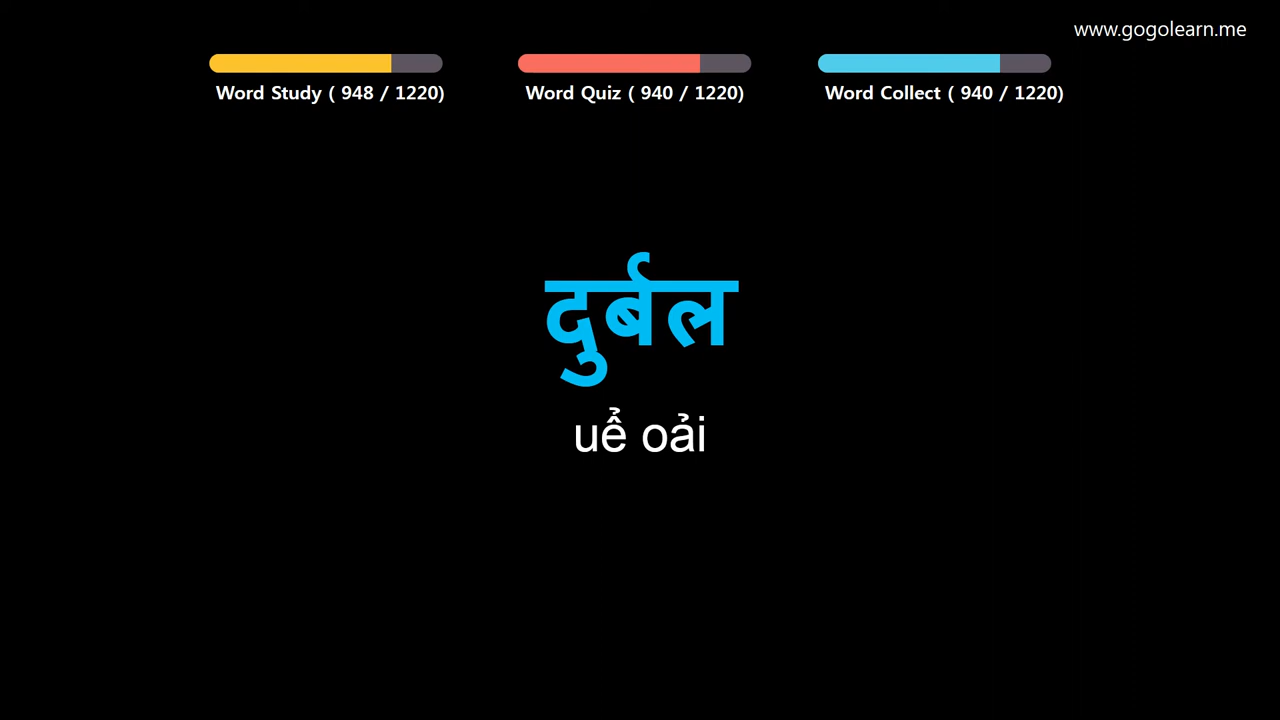 www.gogolearn.me
Word Study ( 948 / 1220)
Word Quiz ( 940 / 1220)
Word Collect ( 940 / 1220)
दुर्बल
uể oải